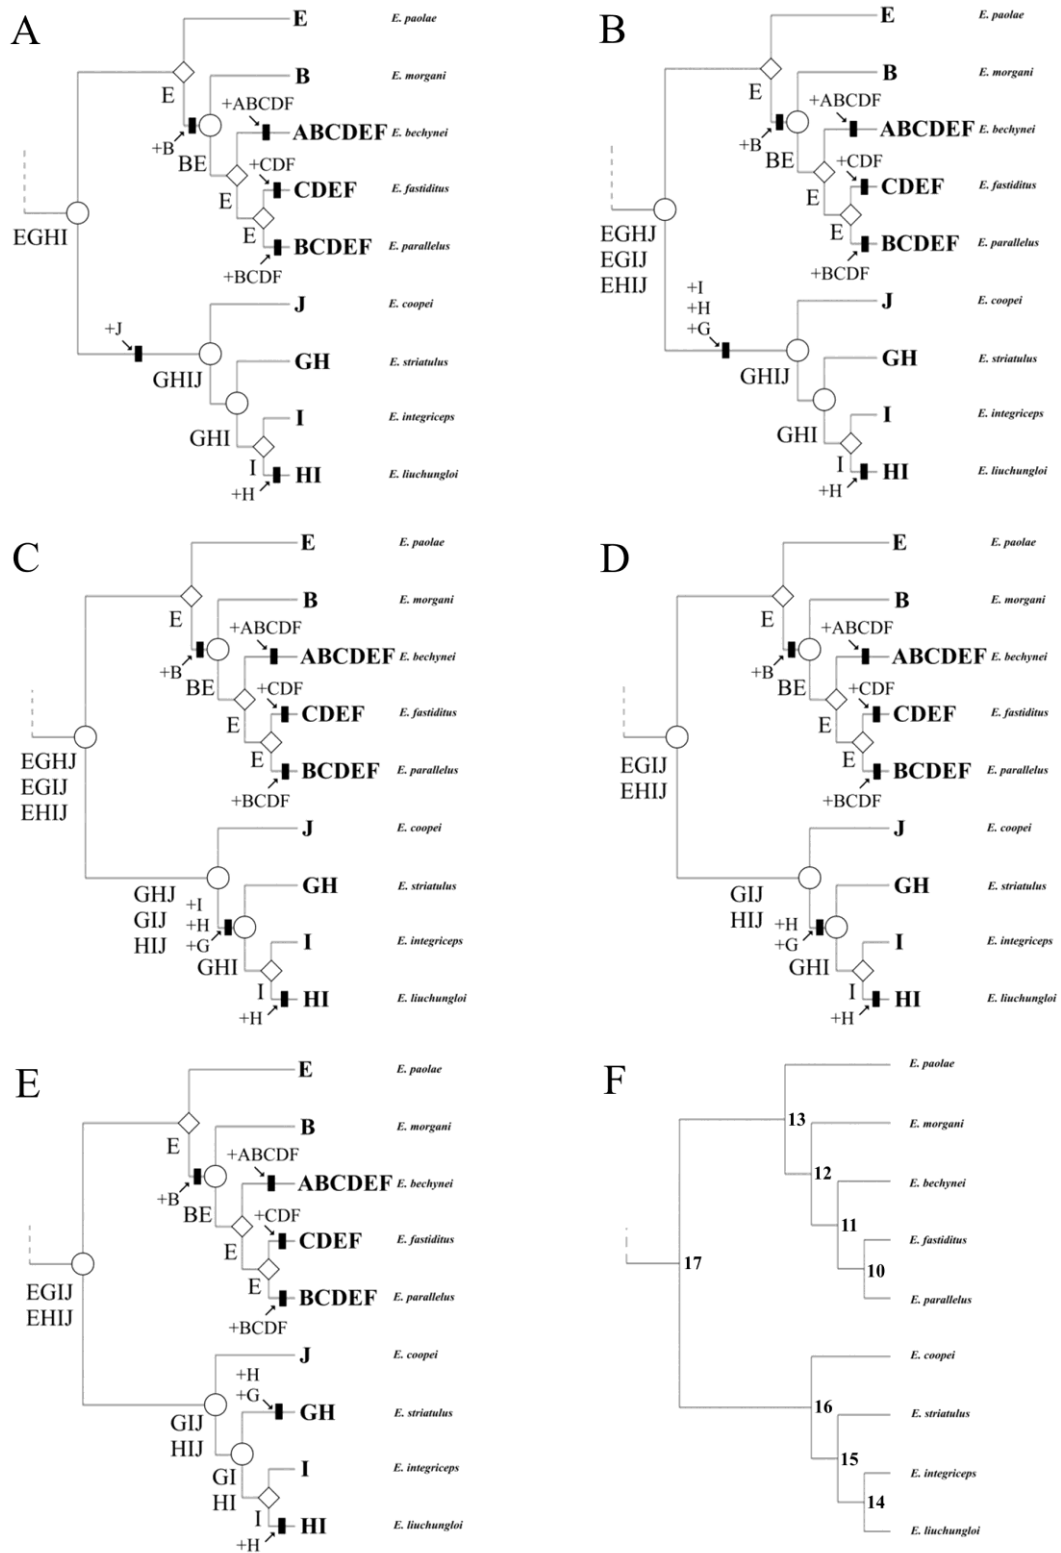 A
E E. paolae
E
B E. morgani
+ABCDF
+B
BE
ABCDEF E. bechynei
+CDF
E
CDEF E. fastiditus
E
BCDEF E. parallelus
+BCDF
EGHI
J E. coopei
+J
GHIJ
GH E. striatulus
GHI
I E. integriceps
I
+H
HI E. liuchungloi
B
E E. paolae
E
B E. morgani
+ABCDF
+B
BE
ABCDEF E. bechynei
+CDF
E
CDEF E. fastiditus
E
BCDEF E. parallelus
+BCDF
EGHJ
EGIJ
EHIJ
+I
+H
+G
J E. coopei
GHIJ
GH E. striatulus
GHI
I E. integriceps
I
+H
HI E. liuchungloi
C
E E. paolae
E
B E. morgani
+ABCDF
+B
BE
ABCDEF E. bechynei
+CDF
E
CDEF E. fastiditus
E
BCDEF E. parallelus
+BCDF
EGHJ
EGIJ
EHIJ
J E. coopei
GHJ
GIJ
HIJ
+I
+H
+G
GH E. striatulus
GHI
I E. integriceps
I
+H
HI E. liuchungloi
D
E E. paolae
E
B E. morgani
+ABCDF
+B
BE
ABCDEF E. bechynei
+CDF
E
CDEF E. fastiditus
E
BCDEF E. parallelus
+BCDF
EGIJ
EHIJ
J E. coopei
GIJ
HIJ
+H
+G
GH E. striatulus
GHI
I E. integriceps
I
+H
HI E. liuchungloi
E
E E. paolae
E
B E. morgani
+ABCDF
+B
BE
ABCDEF E. bechynei
+CDF
E
CDEF E. fastiditus
E
BCDEF E. parallelus
+BCDF
EGIJ
EHIJ
J E. coopei
+H
+G
GIJ
HIJ
GH E. striatulus
GI
HI
I E. integriceps
I
+H
HI E. liuchungloi
F
E. paolae
13
E. morgani
12
E. bechynei
11
E. fastiditus
10
E. parallelus
17
E. coopei
16
E. striatulus
15
E. integriceps
14
E. liuchungloi